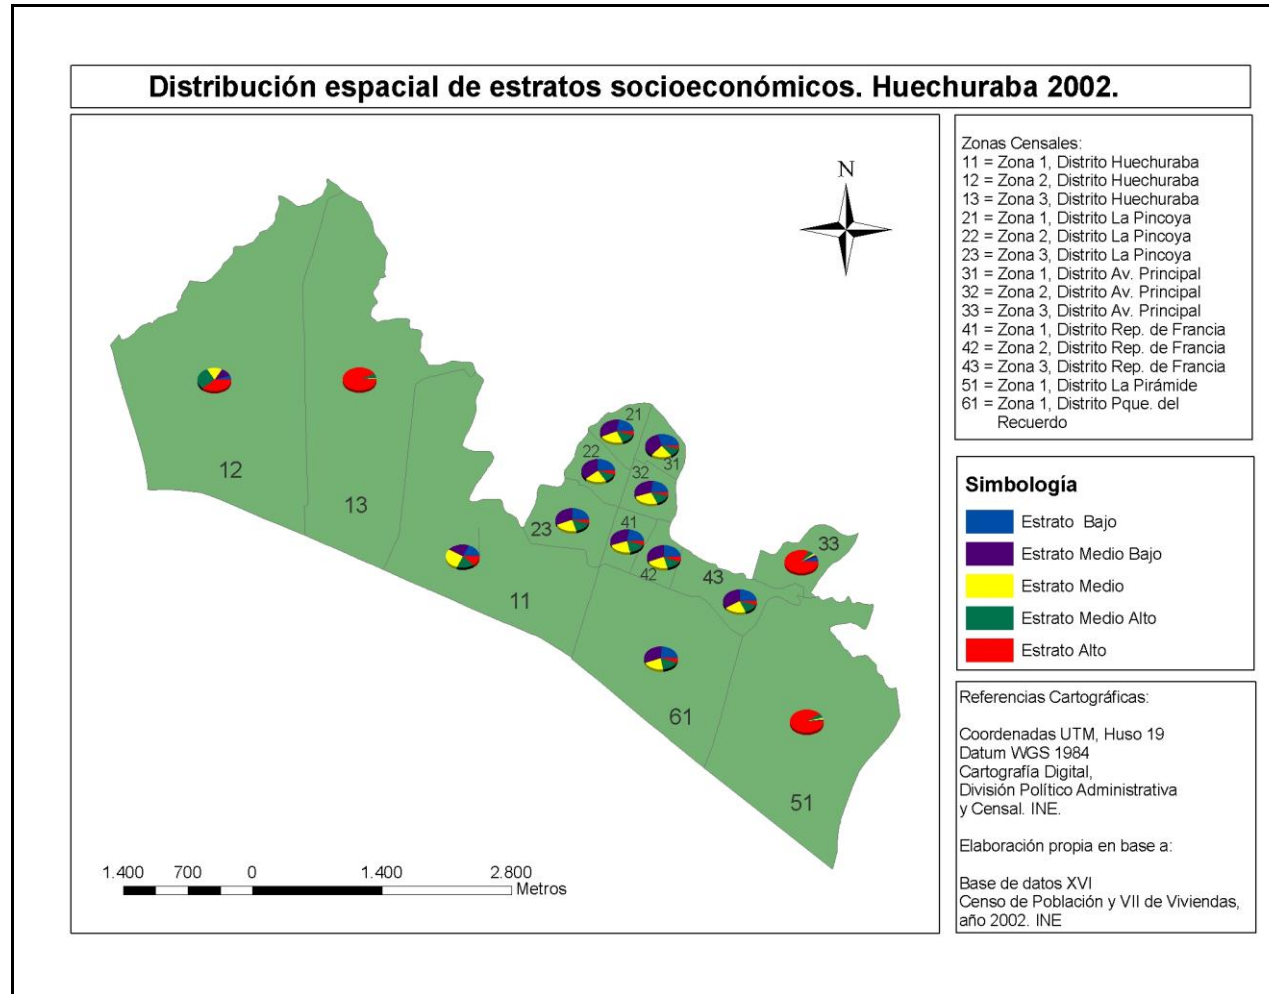 Distribución espacial de estratos socioeconómicos. Huechuraba 2002.
N
Zonas Censales:
11 = Zona 1, Distrito Huechuraba
12 = Zona 2, Distrito Huechuraba
13 = Zona 3, Distrito Huechuraba
21 = Zona 1, Distrito La Pincoya
22 = Zona 2, Distrito La Pincoya
23 = Zona 3, Distrito La Pincoya
31 = Zona 1, Distrito Av. Principal
32 = Zona 2, Distrito Av. Principal
33 = Zona 3, Distrito Av. Principal
41 = Zona 1, Distrito Rep. de Francia
42 = Zona 2, Distrito Rep. de Francia
43 = Zona 3, Distrito Rep. de Francia
51 = Zona 1, Distrito La Pirámide
61 = Zona 1, Distrito Pque. del
Recuerdo
21
22
31
32
12
13
23
41
42
43
33
11
61
51
Simbología
Estrato Bajo
Estrato Medio Bajo
Estrato Medio
Estrato Medio Alto
Estrato Alto
Referencias Cartográficas:
Coordenadas UTM, Huso 19
Datum WGS 1984
Cartografía Digital,
División Político Administrativa
y Censal. INE.
Elaboración propia en base a:
Base de datos XVI
Censo de Población y VII de Viviendas,
año 2002. INE
1.400 700 0 1.400 2.800
Metros